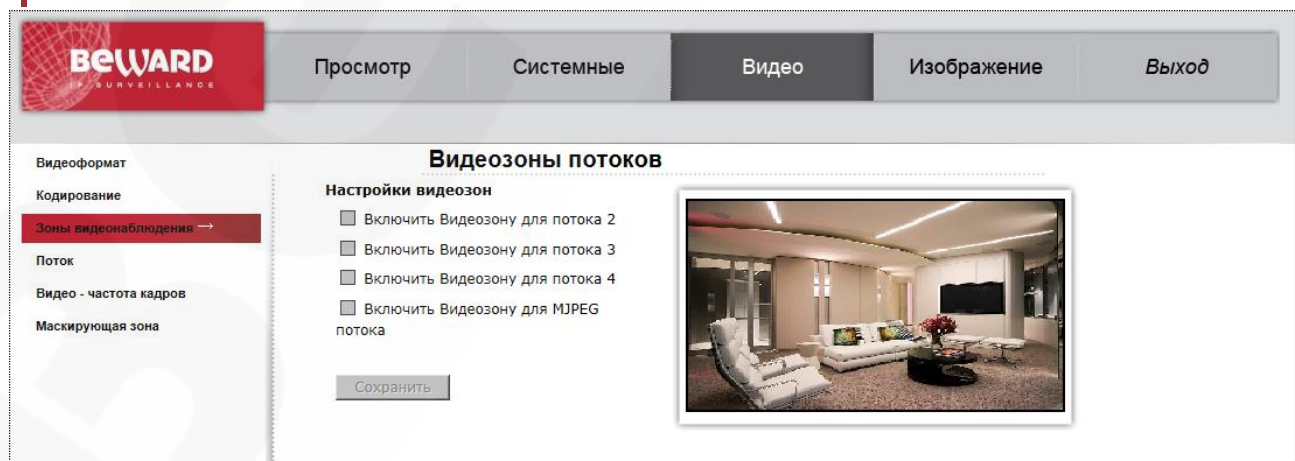 BEWARD
IP SURVEILLANCE
Просмотр
Системные
Видео
Изображение
Выход
Видеоформат
Кодирование
Зоны видеонаблюдения →
Поток
Видео - частота кадров
Маскирующая зона
Видеозоны потоков
Настройки видеозон
Включить Видеозону для потока 2
Включить Видеозону для потока 3
Включить Видеозону для потока 4
Включить Видеозону для MJPEG
потока
Сохранить